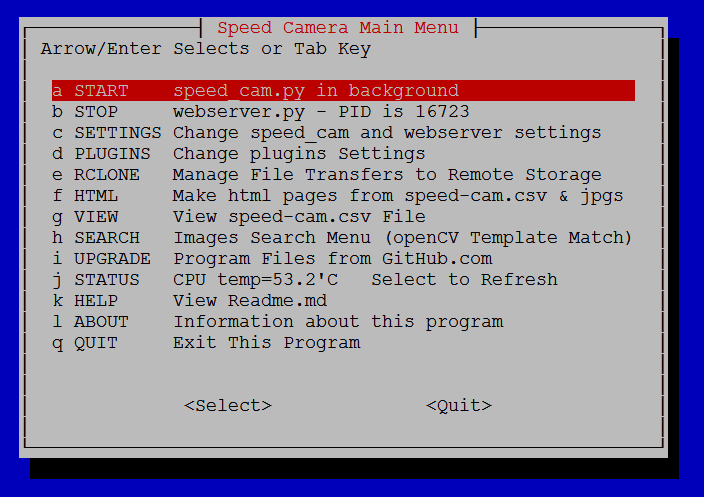 Speed Camera Main Menu
Arrow/Enter Selects or Tab Key
a START speed_cam.py in background
b STOP webserver.py - PID is 16723
c SETTINGS Change speed_cam and webserver settings
d PLUGINS Change plugins Settings
e RCLONE Manage File Transfers to Remote Storage
f HTML Make html pages from speed-cam.csv & jpgs
g VIEW View speed-cam.csv File
h SEARCH Images Search Menu (openCV Template Match)
i UPGRADE Program Files from GitHub.com
j STATUS CPU temp=53.2'C Select to Refresh
k HELP View Readme.md
l ABOUT Information about this program
q QUIT Exit This Program
<Select> <Quit>